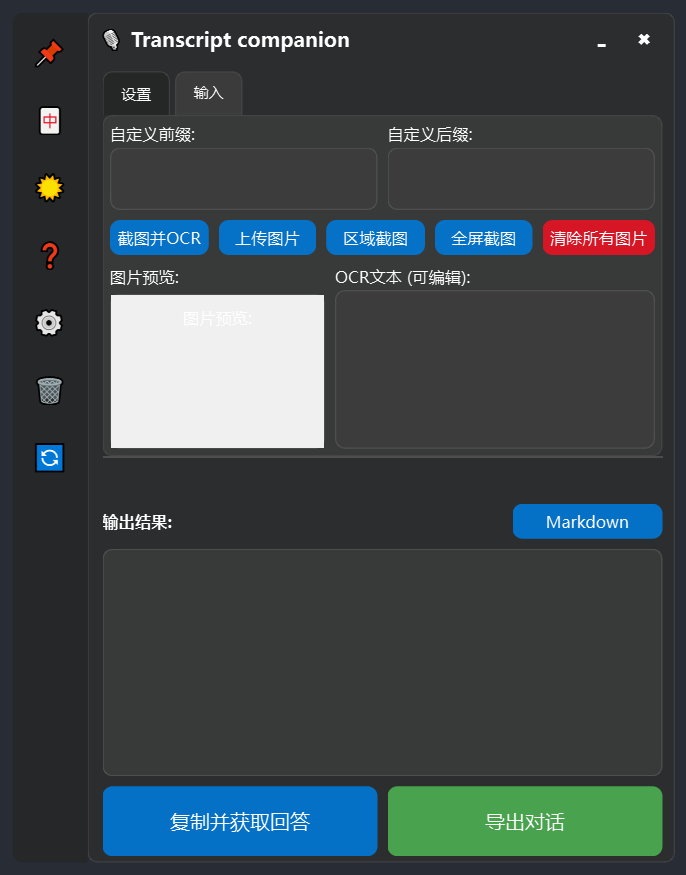 Transcript companion
设置
输入
自定义前缀:
自定义后缀:
中
截图并OCR
上传图片
区域截图
全屏截图
清除所有图片
图片预览:
OCR文本 (可编辑):
图片预览:
输出结果:
Markdown
复制并获取回答
导出对话